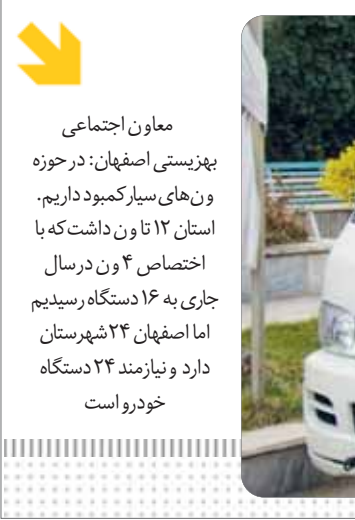 معاون اجتماعی
بهزیستی اصفهان: در حوزه
ون‌های سیار کمبود داریم.
استان ۱۲ تا ون داشت که با
اختصاص ۴ ون در سال
جاری به ۱۶ دستگاه رسیدیم
اما اصفهان ۲۴ شهرستان
دارد و نیازمند ۲۴ دستگاه
خودرو است